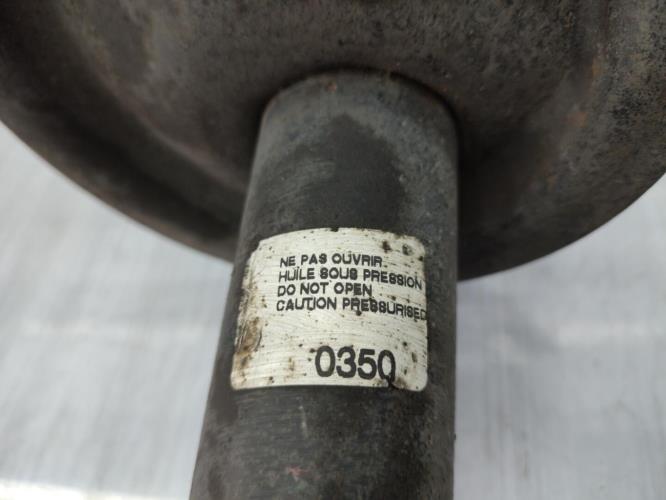 NE PAS OUVRIR
HUILE SOUS PRESSION
DO NOT OPEN
CAUTION PRESSURISED
0350